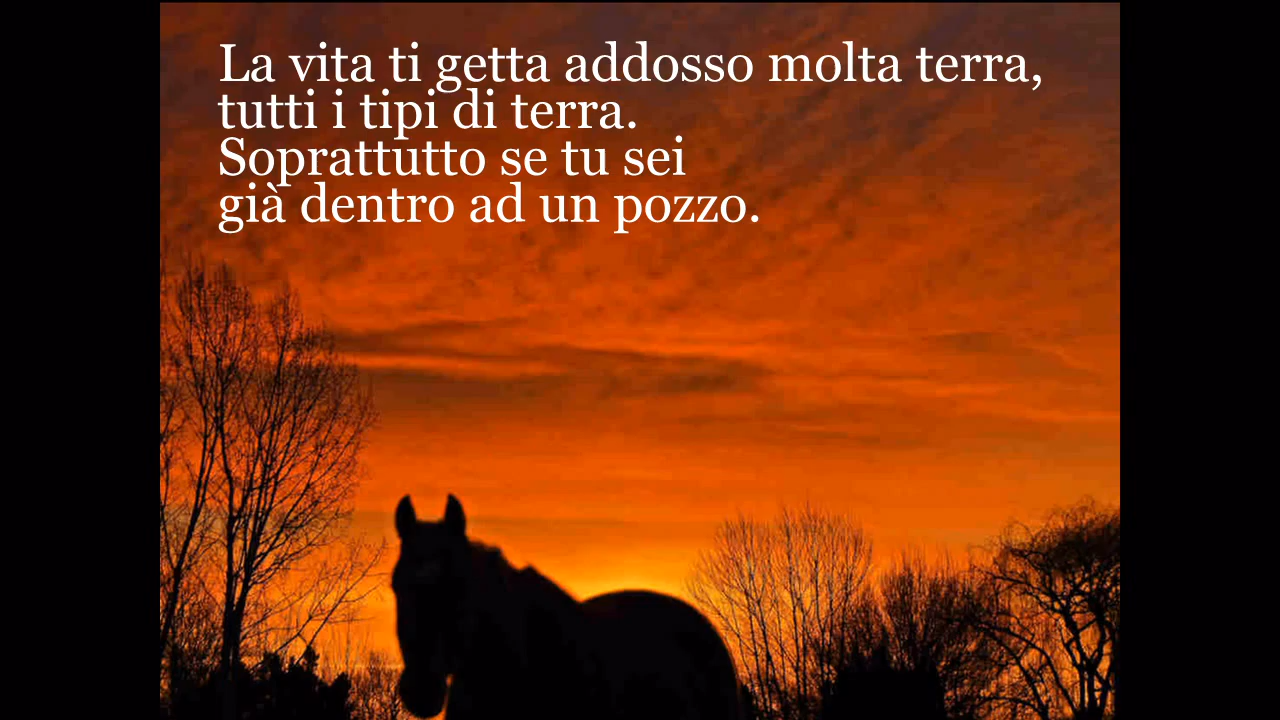 La vita ti getta addosso molta terra,
tutti i tipi di terra.
Soprattutto se tu sei
già dentro ad un pozzo.